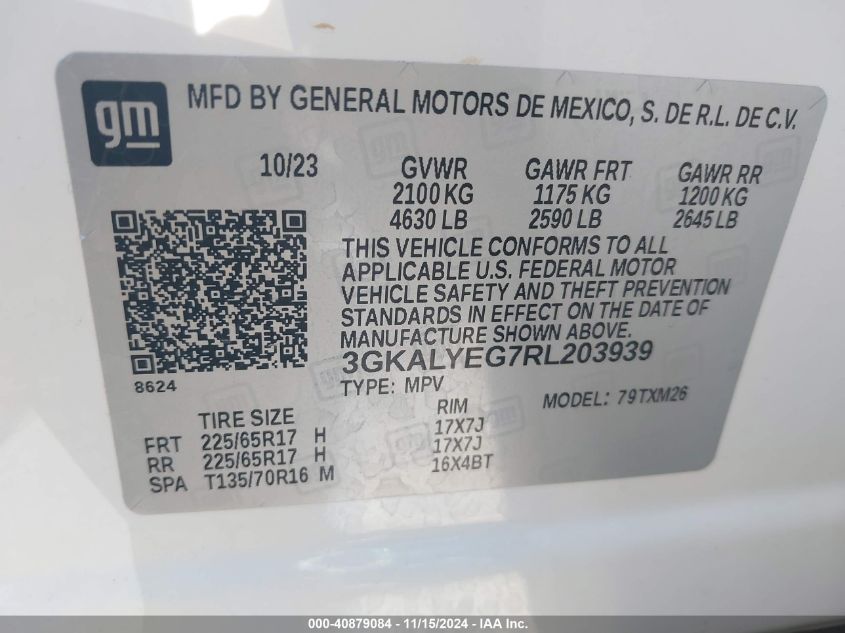 gm
MFD BY GENERAL MOTORS DE MEXICO, S. DE R.L. DE C.V.
10/23 GVWR GAWR FRT GAWR RR
2100 KG 1175 KG 1200 KG
4630 LB 2590 LB 2645 LB
THIS VEHICLE CONFORMS TO ALL
APPLICABLE U.S. FEDERAL MOTOR
VEHICLE SAFETY AND THEFT PREVENTION
STANDARDS IN EFFECT ON THE DATE OF
MANUFACTURE SHOWN ABOVE.
3GKALYEG7RL203939
8624
TYPE: MPV MODEL: 79TXM26
TIRE SIZE RIM
FRT 225/65R17 H 17X7J
RR 225/65R17 H 17X7J
SPA T135/70R16 M 16X4BT
000-40879084 - 11/15/2024 - IAA Inc.